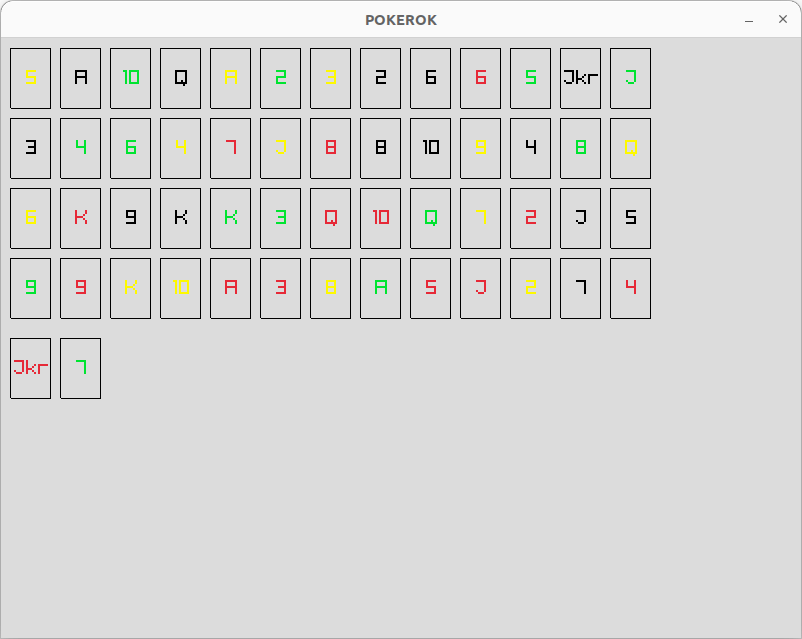 POKEROK
5 A 10 Q A 2 3 2 6 6 5 Jkr J
3 4 6 4 7 J 8 8 10 9 4 8 Q
6 K 9 K K 3 Q 10 Q 7 2 J 5
9 9 K 10 A 3 8 A 5 J 2 7 4
Jkr 7